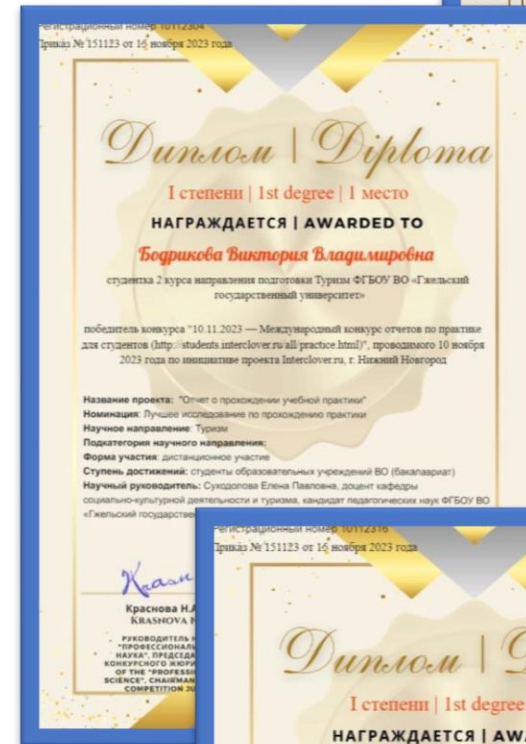 Регистрационный номер 10112304
Приказ № 151123 от 16 ноября 2023 года
Диплом | Diploma
I степени | 1st degree | 1 место
НАГРАЖДАЕТСЯ | AWARDED TO
Бодрикова Виктория Владимировна
студентка 2 курса направления подготовки Туризм ФГБОУ ВО «Гжельский
государственный университет»
победитель конкурса "10.11.2023 — Международный конкурс отчетов по практике
для студентов (http://students.interclover.ru/all/practice.html)", проводимого 10 ноября
2023 года по инициативе проекта Interclover.ru, г. Нижний Новгород
Название проекта: "Отчет о прохождении учебной практики"
Номинация: Лучшее исследование по прохождению практики
Научное направление: Туризм
Подкатегория научного направления:
Форма участия: дистанционное участие
Ступень достижений: студенты образовательных учреждений ВО (бакалавриат)
Научный руководитель: Суходолова Елена Павловна, доцент кафедры
социально-культурной деятельности и туризма, кандидат педагогических наук ФГБОУ ВО
«Гжельский государстве
Краснова Н.А
KRASNOVA N
РУКОВОДИТЕЛЬ
"ПРОФЕССИОНАЛЬ
НАУКА", ПРЕДСЕДА
КОНКУРСНОГО ЖЮРИ
OF THE "PROFESSI
SCIENCE", CHAIRMAN
COMPETITION JU
Регистрационный номер 10112316
Приказ № 151123 от 16 ноября 2023 года
Диплом |
I степени | 1st degree
НАГРАЖДАЕТСЯ | AWA